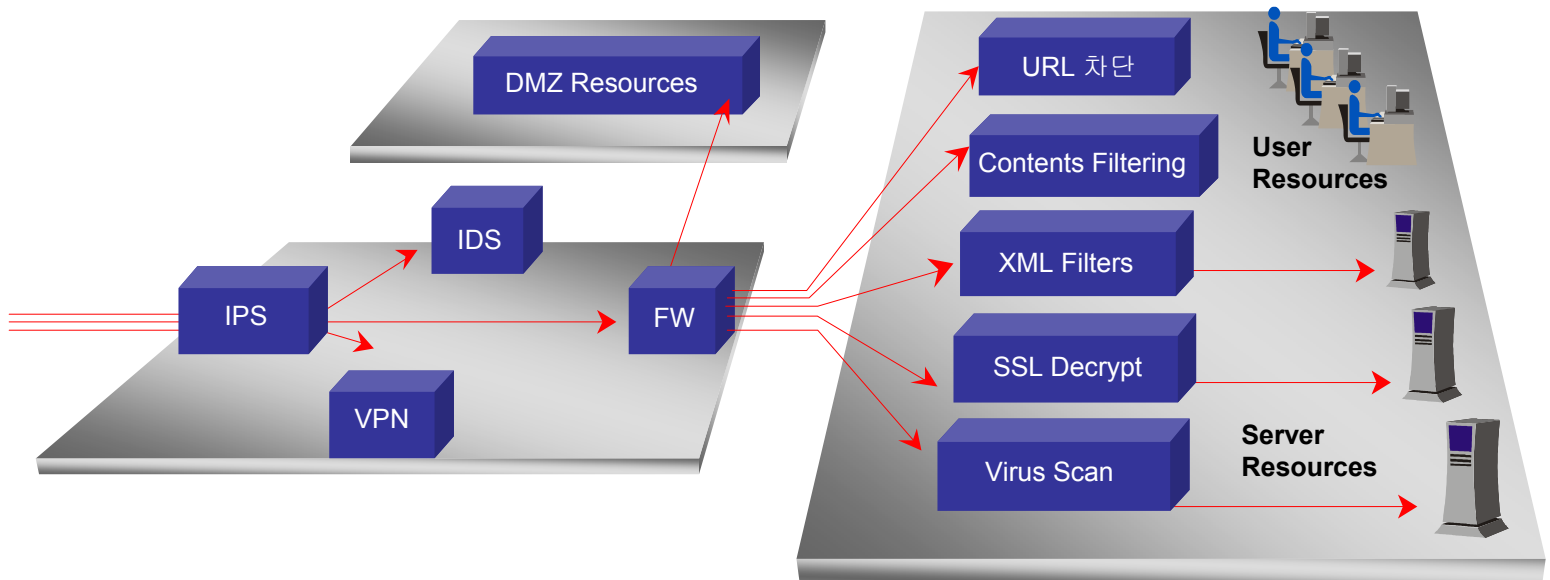 DMZ Resources
IDS
IPS
FW
VPN
URL 차단
Contents Filtering
XML Filters
SSL Decrypt
Virus Scan
User
Resources
Server
Resources